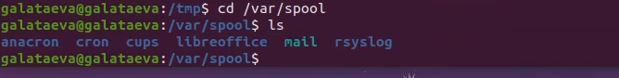 galataeva@galataeva:/tmp$ cd /var/spool
galataeva@galataeva:/var/spool$ ls
anacron cron cups libreoffice mail rsyslog
galataeva@galataeva:/var/spool$